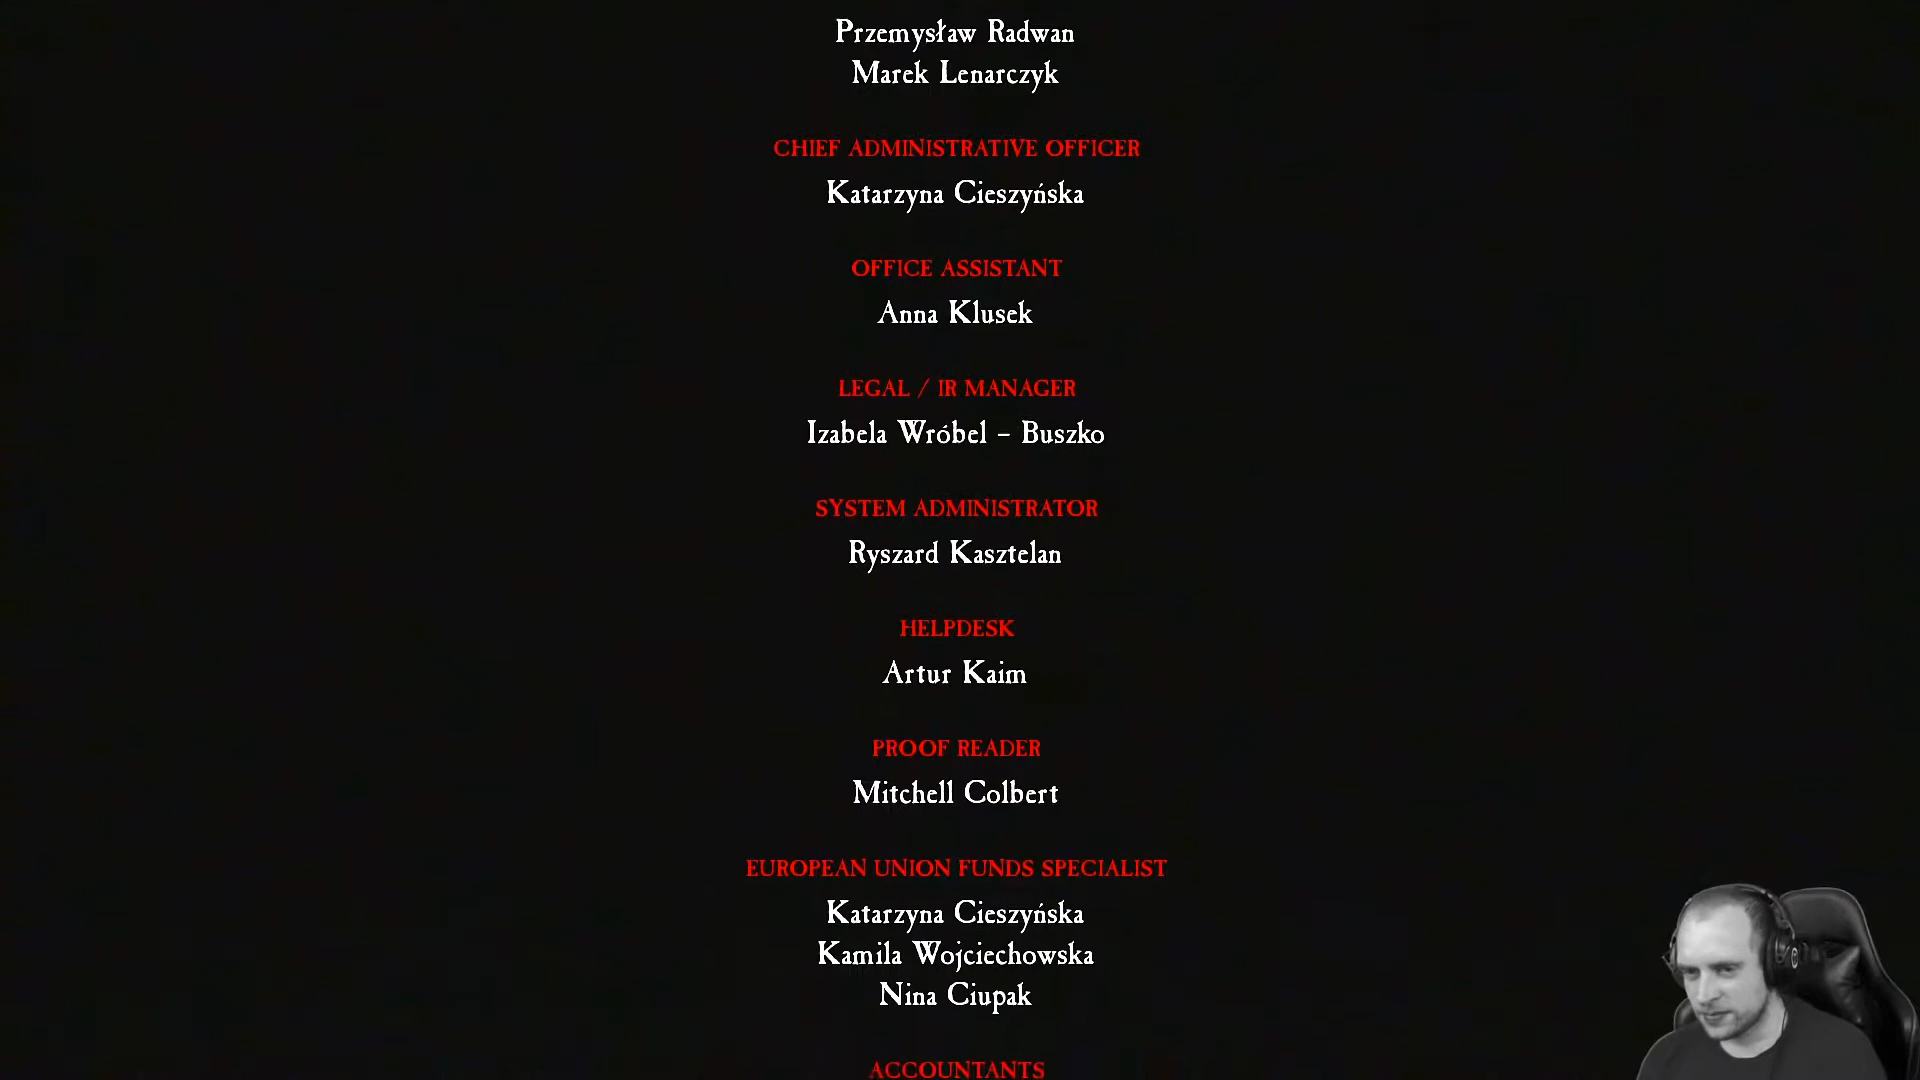 Przemysław Radwan
Marek Lenarczyk
CHIEF ADMINISTRATIVE OFFICER
Katarzyna Cieszyńska
OFFICE ASSISTANT
Anna Klusek
LEGAL / IR MANAGER
Izabela Wróbel - Buszko
SYSTEM ADMINISTRATOR
Ryszard Kasztelan
HELPDESK
Artur Kaim
PROOF READER
Mitchell Colbert
EUROPEAN UNION FUNDS SPECIALIST
Katarzyna Cieszyńska
Kamila Wojciechowska
Nina Ciupak
ACCOUNTANTS